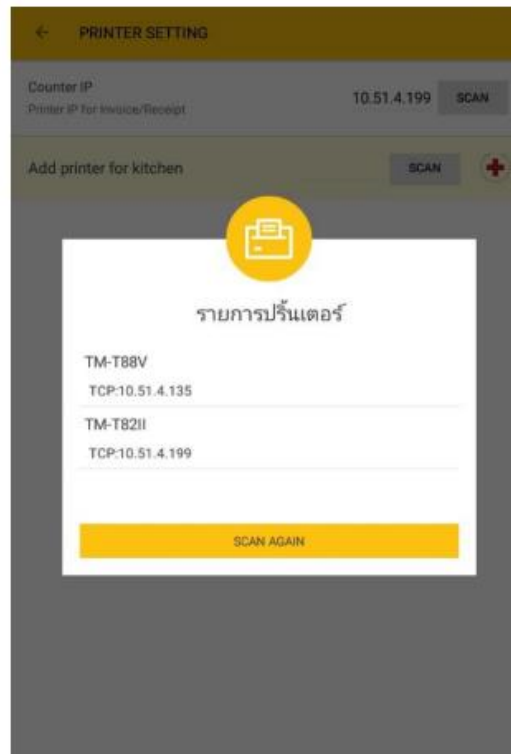 PRINTER SETTING
Counter IP
Printer IP for Invoice/Receipt
10.51.4.199 SCAN
Add printer for kitchen SCAN
รายการปริ้นเตอร์
TM-T88V
TCP:10.51.4.135
TM-T82II
TCP:10.51.4.199
SCAN AGAIN